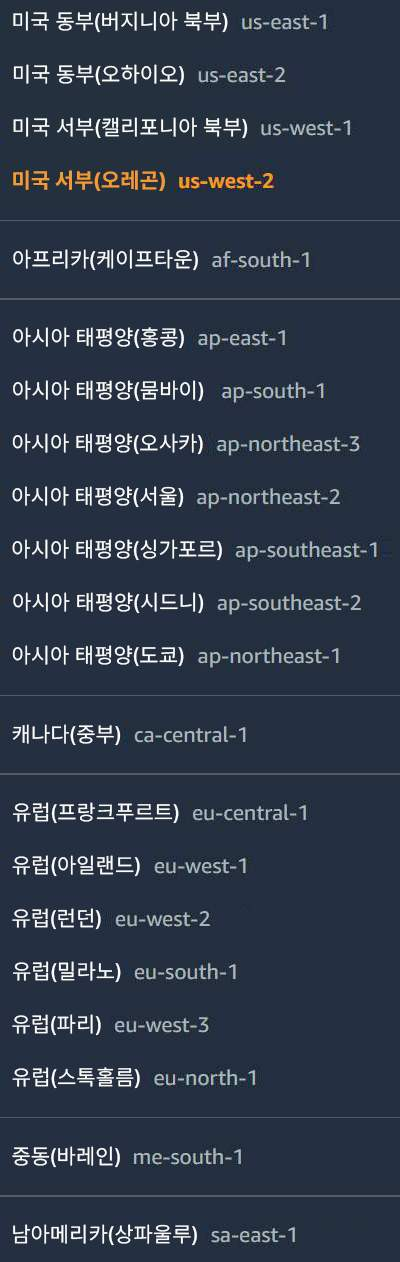 미국 동부(버지니아 북부) us-east-1
미국 동부(오하이오) us-east-2
미국 서부(캘리포니아 북부) us-west-1
미국 서부(오레곤) us-west-2
아프리카(케이프타운) af-south-1
아시아 태평양(홍콩) ap-east-1
아시아 태평양(뭄바이) ap-south-1
아시아 태평양(오사카) ap-northeast-3
아시아 태평양(서울) ap-northeast-2
아시아 태평양(싱가포르) ap-southeast-1
아시아 태평양(시드니) ap-southeast-2
아시아 태평양(도쿄) ap-northeast-1
캐나다(중부) ca-central-1
유럽(프랑크푸르트) eu-central-1
유럽(아일랜드) eu-west-1
유럽(런던) eu-west-2
유럽(밀라노) eu-south-1
유럽(파리) eu-west-3
유럽(스톡홀름) eu-north-1
중동(바레인) me-south-1
남아메리카(상파울루) sa-east-1